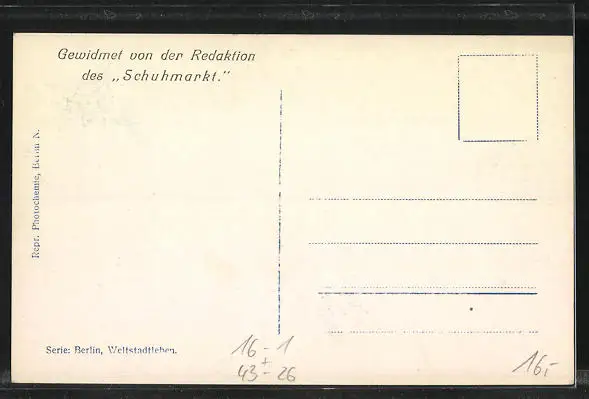 Gewidmet von der Redaktion
des „Schuhmarkt.“
Repr. Photochemie, Berlin N.
Serie: Berlin, Weltstadtleben.
16 - 1
+
43 - 26
16,-